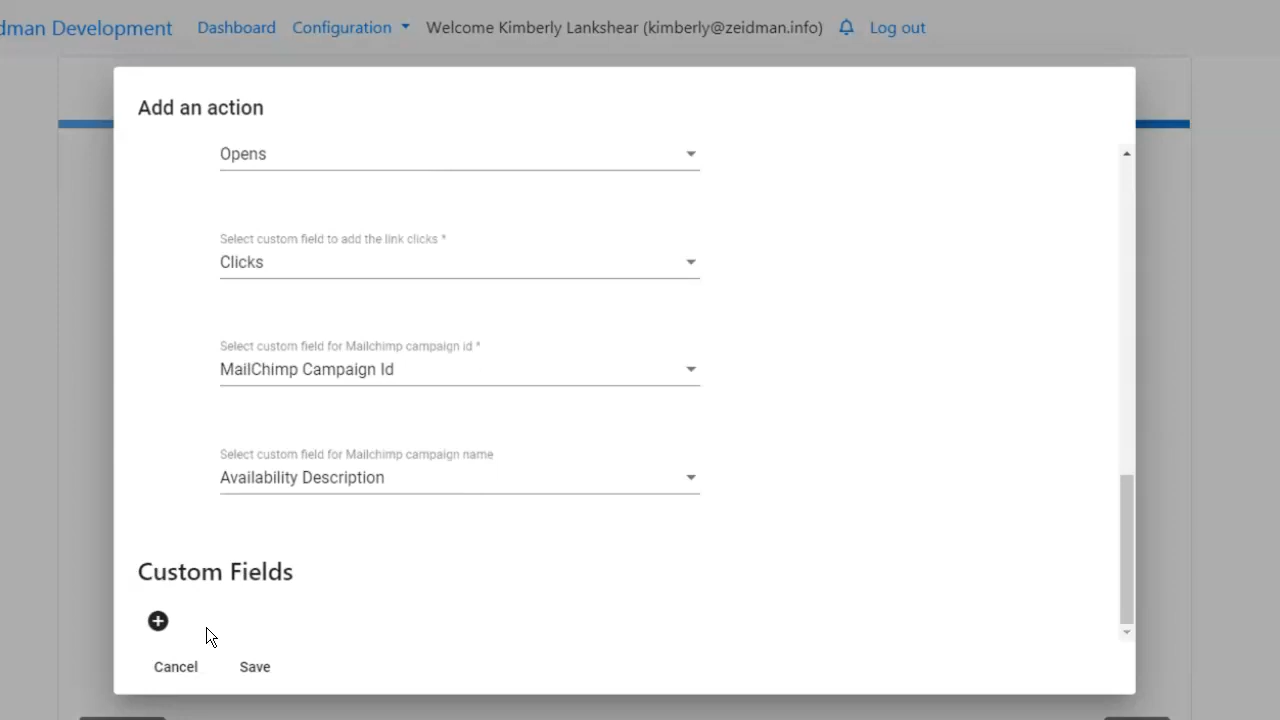 dman Development Dashboard Configuration Welcome Kimberly Lankshear (kimberly@zeidman.info) Log out
Add an action
Opens
Select custom field to add the link clicks *
Clicks
Select custom field for Mailchimp campaign id *
MailChimp Campaign Id
Select custom field for Mailchimp campaign name
Availability Description
Custom Fields
Cancel Save